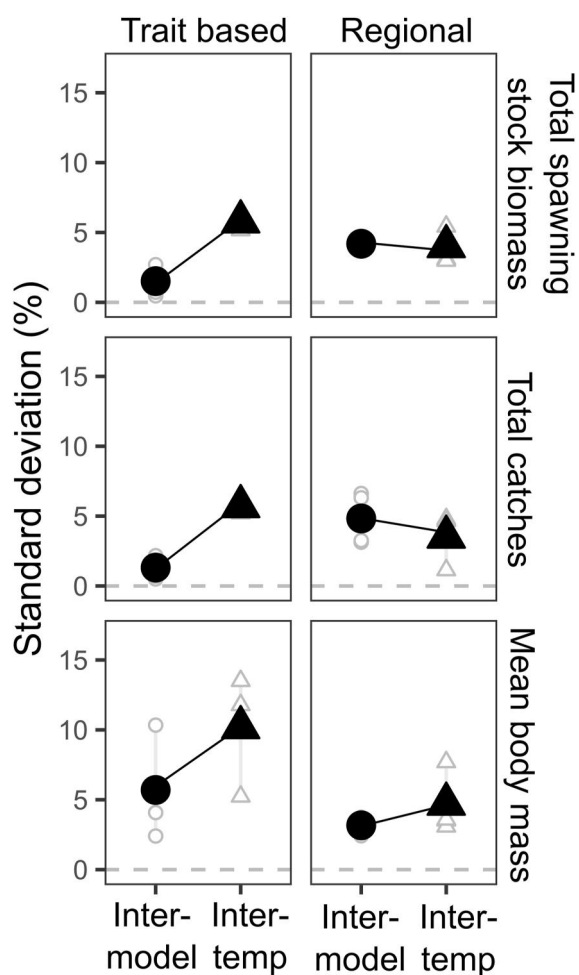 Trait based
Regional
Standard deviation (%)
15
10
5
0
Total spawning
stock biomass
15
10
5
0
Total catches
15
10
5
0
Mean body mass
Inter-
model
Inter-
temp
Inter-
model
Inter-
temp